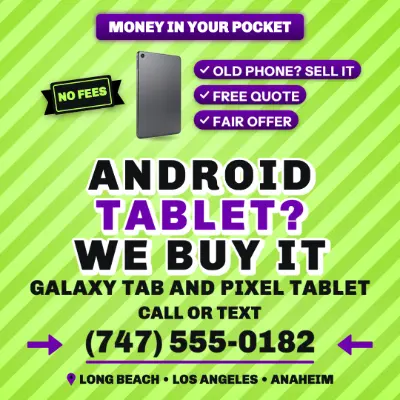 MONEY IN YOUR POCKET
NO FEES
OLD PHONE? SELL IT
FREE QUOTE
FAIR OFFER
ANDROID
TABLET?
WE BUY IT
GALAXY TAB AND PIXEL TABLET
CALL OR TEXT
(747) 555-0182
LONG BEACH • LOS ANGELES • ANAHEIM